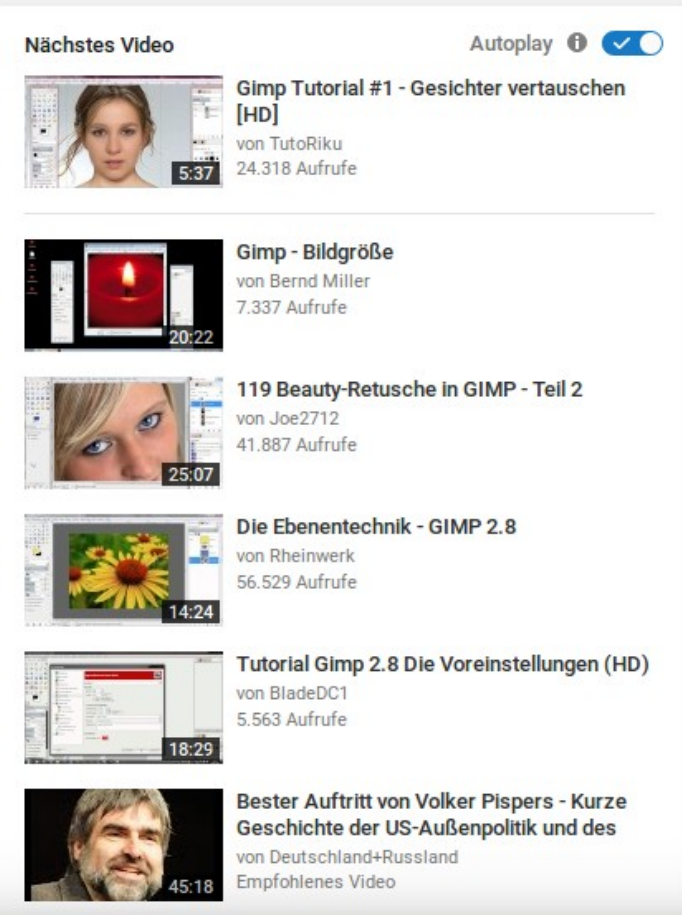 Nächstes Video
Autoplay
Gimp Tutorial #1 - Gesichter vertauschen
[HD]
von TutoRiku
24.318 Aufrufe
5:37
Gimp - Bildgröße
von Bernd Miller
7.337 Aufrufe
20:22
119 Beauty-Retusche in GIMP - Teil 2
von Joe2712
41.887 Aufrufe
25:07
Die Ebenentechnik - GIMP 2.8
von Rheinwerk
56.529 Aufrufe
14:24
Tutorial Gimp 2.8 Die Voreinstellungen (HD)
von BladeDC1
5.563 Aufrufe
18:29
Bester Auftritt von Volker Pispers - Kurze
Geschichte der US-Außenpolitik und des
von Deutschland+Russland
Empfohlenes Video
45:18